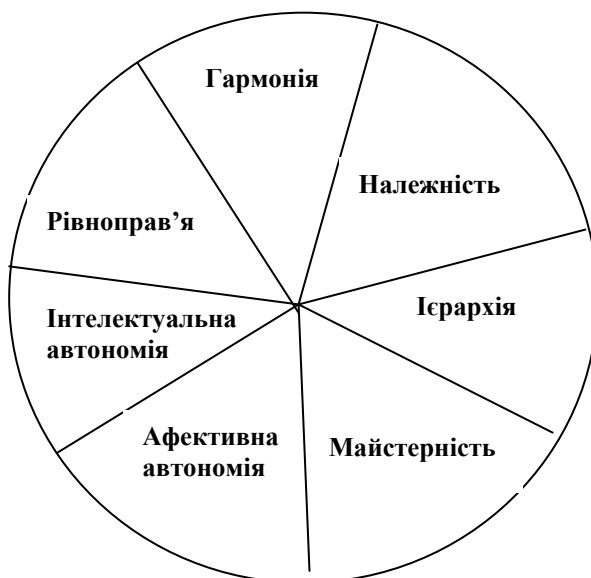 Гармонія
Належність
Рівноправ’я
Ієрархія
Інтелектуальна
автономія
Афективна
автономія
Майстерність